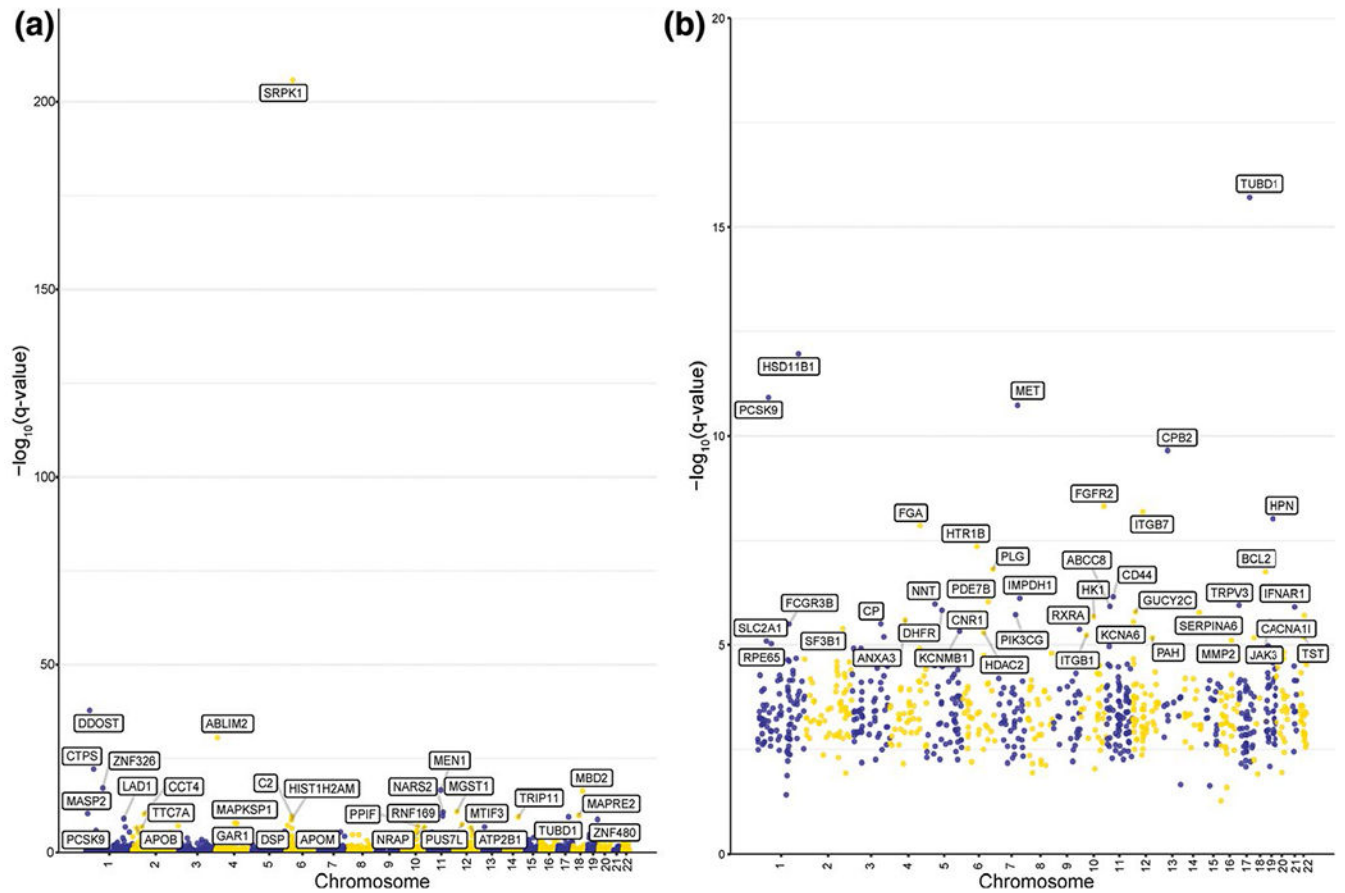 (a)
−log10(q-value)
200
150
100
50
0
SRPK1
DDOST
ABLIM2
CTPS
ZNF326
LAD1
CCT4
MASP2
TTC7A
PCSK9
APOB
MAPKSP1
GAR1
C2
HIST1H2AM
DSP
APOM
PPIF
NARS2
MEN1
MGST1
RNF169
NRAP
PUS7L
MTIF3
ATP2B1
TRIP11
MBD2
MAPRE2
TUBD1
ZNF480
1 2 3 4 5 6 7 8 9 10 11 12 13 14 15 16 17 18 19 20 21 22
Chromosome
(b)
−log10(q-value)
20
15
10
5
0
TUBD1
HSD11B1
PCSK9
MET
CPB2
FGFR2
ITGB7
HPN
FGA
HTR1B
PLG
ABCC8
CD44
BCL2
NNT
PDE7B
IMPDH1
HK1
GUCY2C
TRPV3
IFNAR1
FCGR3B
CP
RXRA
SLC2A1
SF3B1
DHFR
CNR1
PIK3CG
KCNA6
SERPINA6
CACNA1I
RPE65
ANXA3
KCNMB1
HDAC2
ITGB1
PAH
MMP2
JAK3
TST
1 2 3 4 5 6 7 8 9 10 11 12 13 14 15 16 17 18 19 20 21 22
Chromosome